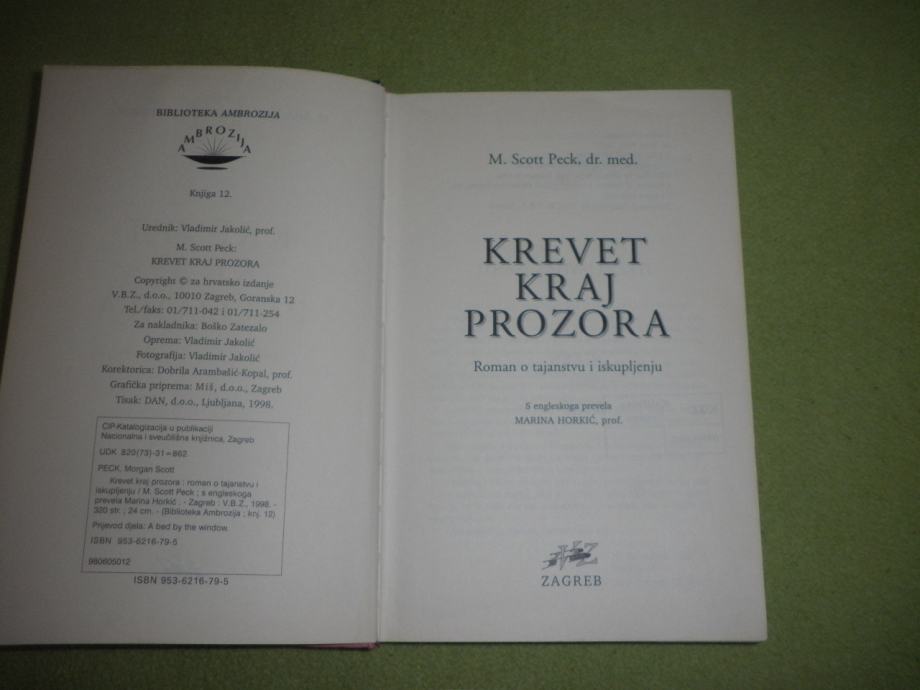 BIBLIOTEKA AMBROZIJA
AMBROZIJA
Knjiga 12.
Urednik: Vladimir Jakolić, prof.
M. Scott Peck:
KREVET KRAJ PROZORA
Copyright © za hrvatsko izdanje
V.B.Z., d.o.o., 10010 Zagreb, Goranska 12
Tel./faks: 01/711-042 i 01/711-254
Za nakladnika: Boško Zatezalo
Oprema: Vladimir Jakolić
Fotografija: Vladimir Jakolić
Korektorica: Dobrila Arambašić-Kopal, prof.
Grafička priprema: Miš, d.o.o., Zagreb
Tisak: DAN, d.o.o., Ljubljana, 1998.
CIP-Katalogizacija u publikaciji
Nacionalna i sveučilišna knjižnica, Zagreb
UDK 820(73)-31=862
PECK, Morgan Scott
Krevet kraj prozora : roman o tajanstvu i
iskupljenju / M. Scott Peck ; s engleskoga
prevela Marina Horkić . - Zagreb : V.B.Z., 1998. -
320 str. ; 24 cm. - (Biblioteka Ambrozija ; knj. 12)
Prijevod djela: A bed by the window.
ISBN 953-6216-79-5
980605012
ISBN 953-6216-79-5
M. Scott Peck, dr. med.
KREVET
KRAJ
PROZORA
Roman o tajanstvu i iskupljenju
S engleskoga prevela
MARINA HORKIĆ, prof.
VBZ
ZAGREB